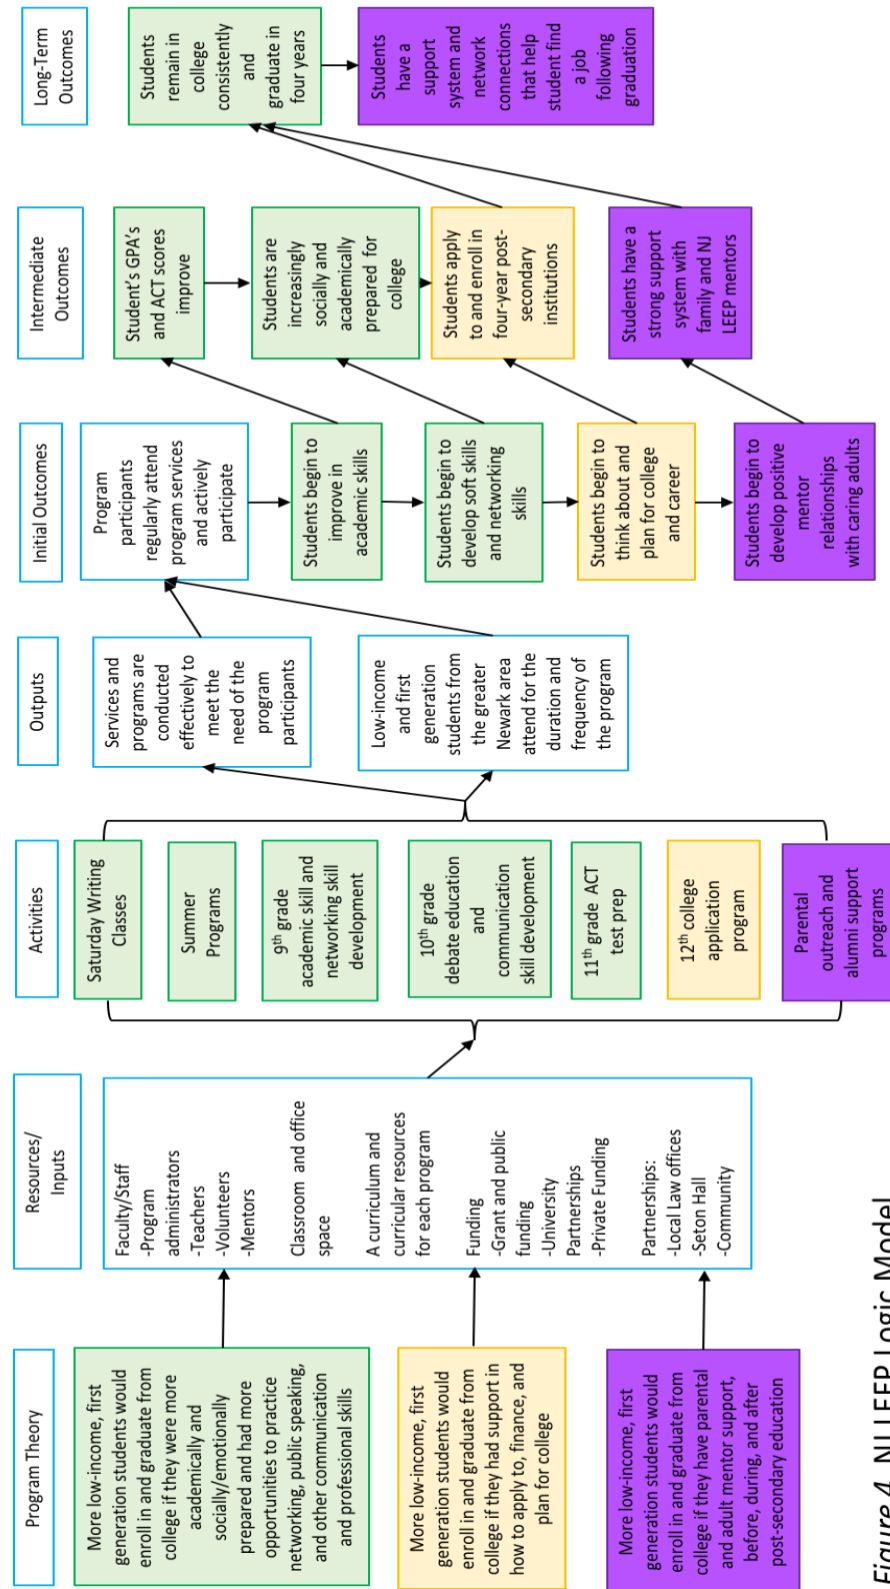 Program Theory
More low-income, first
generation students would
enroll in and graduate from
college if they were more
academically and
socially/emotionally
prepared and had more
opportunities to practice
networking, public speaking,
and other communication
and professional skills
More low-income, first
generation students would
enroll in and graduate from
college if they had support in
how to apply to, finance, and
plan for college
More low-income, first
generation students would
enroll in and graduate from
college if they have parental
and adult mentor support,
before, during, and after
post-secondary education
Resources/
Inputs
Faculty/Staff
-Program
administrators
-Teachers
-Volunteers
-Mentors
Classroom and office
space
A curriculum and
curricular resources
for each program
Funding
-Grant and public
funding
-University
Partnerships
-Private Funding
Partnerships:
-Local Law offices
-Seton Hall
-Community
Activities
Saturday Writing
Classes
Summer
Programs
9th grade
academic skill and
networking skill
development
10th grade
debate education
and
communication
skill development
11th grade ACT
test prep
12th college
application
program
Parental
outreach and
alumni support
programs
Outputs
Services and
programs are
conducted
effectively to
meet the
need of the
program
participants
Low-income
and first
generation
students from
the greater
Newark area
attend for the
duration and
frequency of
the program
Initial Outcomes
Program
participants
regularly attend
program services
and actively
participate
Students begin to
improve in
academic skills
Students begin to
develop soft skills
and networking
skills
Students begin to
think about and
plan for college
and career
Students begin to
develop positive
mentor
relationships
with caring adults
Intermediate
Outcomes
Student's GPA's
and ACT scores
improve
Students are
increasingly
socially and
academically
prepared for
college
Students apply
to and enroll in
four-year post-
secondary
institutions
Students have a
strong support
system with
family and NJ
LEEP mentors
Long-Term
Outcomes
Students
remain in
college
consistently
and
graduate in
four years
Students
have a
support
system and
network
connections
that help
student find
a job
following
graduation
Figure 4. NJ LEEP Logic Model